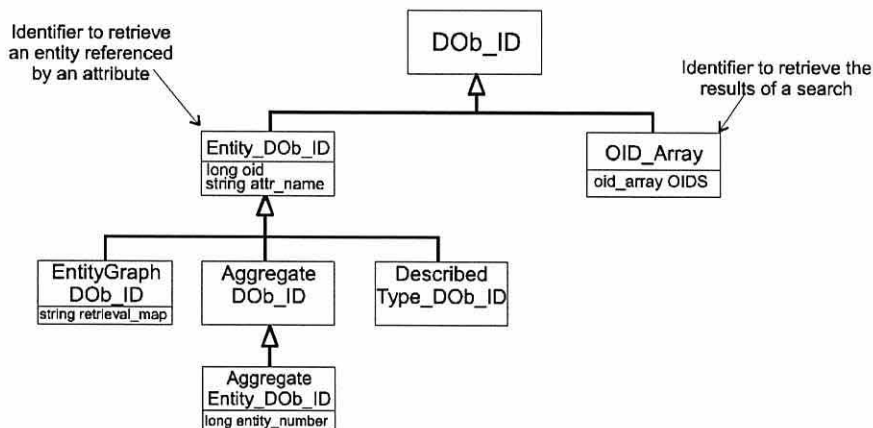 Identifier to retrieve
an entity referenced
by an attribute
DOb_ID
Identifier to retrieve the
results of a search
Entity_DOb_ID
long oid
string attr_name
OID_Array
oid_array OIDS
EntityGraph
DOb_ID
string retrieval_map
Aggregate
DOb_ID
Described
Type_DOb_ID
Aggregate
Entity_DOb_ID
long entity_number